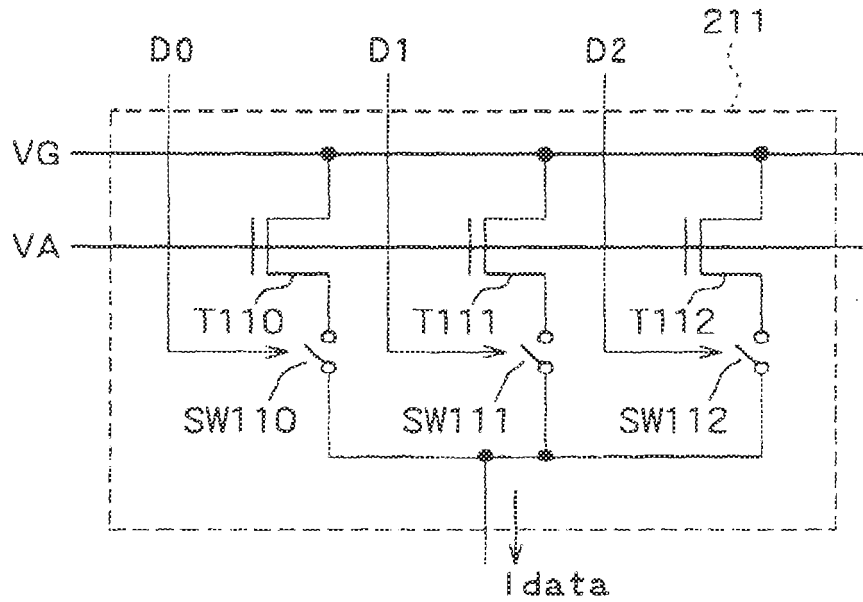 211
D0 D1 D2
VG
VA
T110 T111 T112
SW110 SW111 SW112
Idata